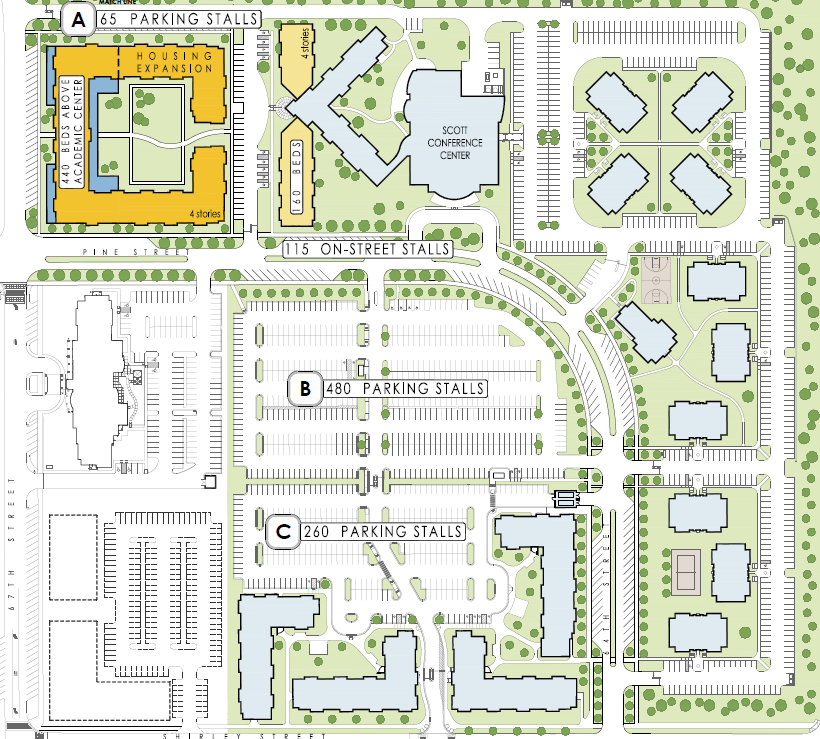 MATCH LINE
A 65 PARKING STALLS
HOUSING
EXPANSION
4 stories
440 BEDS ABOVE
ACADEMIC CENTER
160 BEDS
SCOTT
CONFERENCE
CENTER
4 stories
115 ON-STREET STALLS
PINE STREET
B 480 PARKING STALLS
C 260 PARKING STALLS
67TH STREET
64TH STREET
SHIRLEY STREET